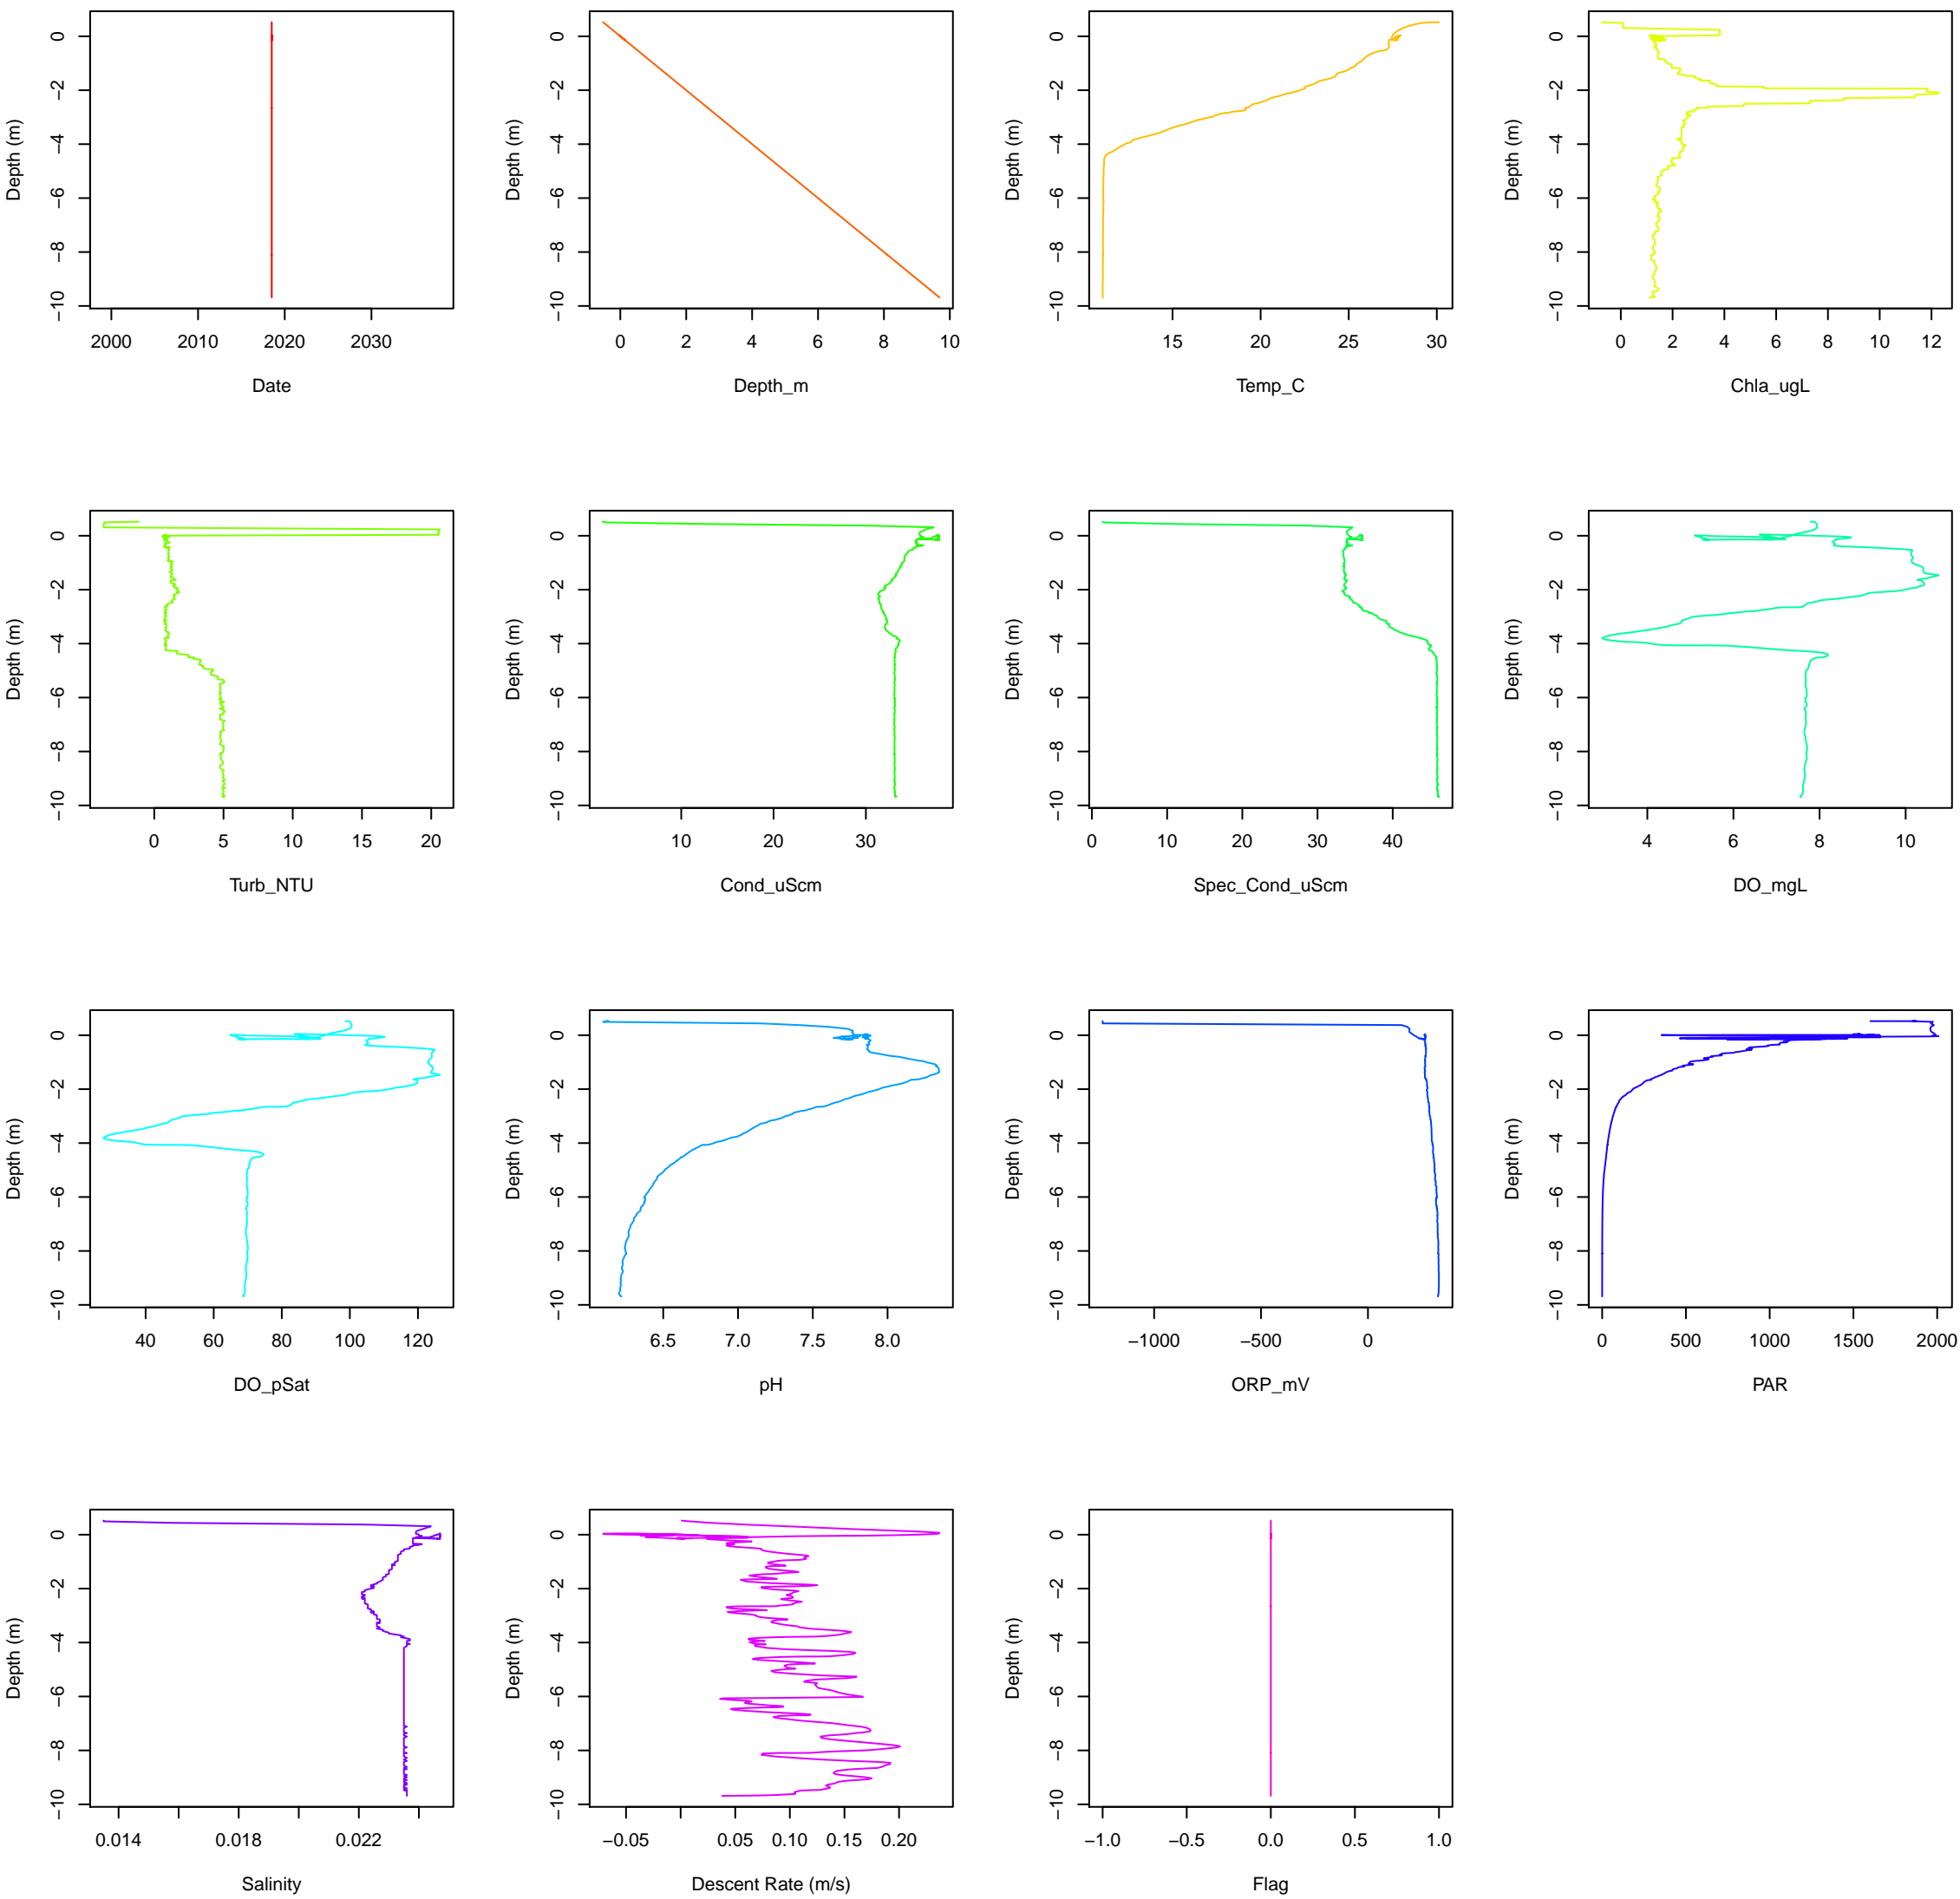 Depth (m)
0
−2
−4
−6
−8
−10
2000 2010 2020 2030
Date
Depth (m)
0
−2
−4
−6
−8
−10
0 2 4 6 8 10
Depth_m
Depth (m)
0
−2
−4
−6
−8
−10
15 20 25 30
Temp_C
Depth (m)
0
−2
−4
−6
−8
−10
0 2 4 6 8 10 12
Chla_ugL
Depth (m)
0
−2
−4
−6
−8
−10
0 5 10 15 20
Turb_NTU
Depth (m)
0
−2
−4
−6
−8
−10
10 20 30
Cond_uScm
Depth (m)
0
−2
−4
−6
−8
−10
0 10 20 30 40
Spec_Cond_uScm
Depth (m)
0
−2
−4
−6
−8
−10
4 6 8 10
DO_mgL
Depth (m)
0
−2
−4
−6
−8
−10
40 60 80 100 120
DO_pSat
Depth (m)
0
−2
−4
−6
−8
−10
6.5 7.0 7.5 8.0
pH
Depth (m)
0
−2
−4
−6
−8
−10
−1000 −500 0
ORP_mV
Depth (m)
0
−2
−4
−6
−8
−10
0 500 1000 1500 2000
PAR
Depth (m)
0
−2
−4
−6
−8
−10
0.014 0.018 0.022
Salinity
Depth (m)
0
−2
−4
−6
−8
−10
−0.05 0.05 0.10 0.15 0.20
Descent Rate (m/s)
Depth (m)
0
−2
−4
−6
−8
−10
−1.0 −0.5 0.0 0.5 1.0
Flag